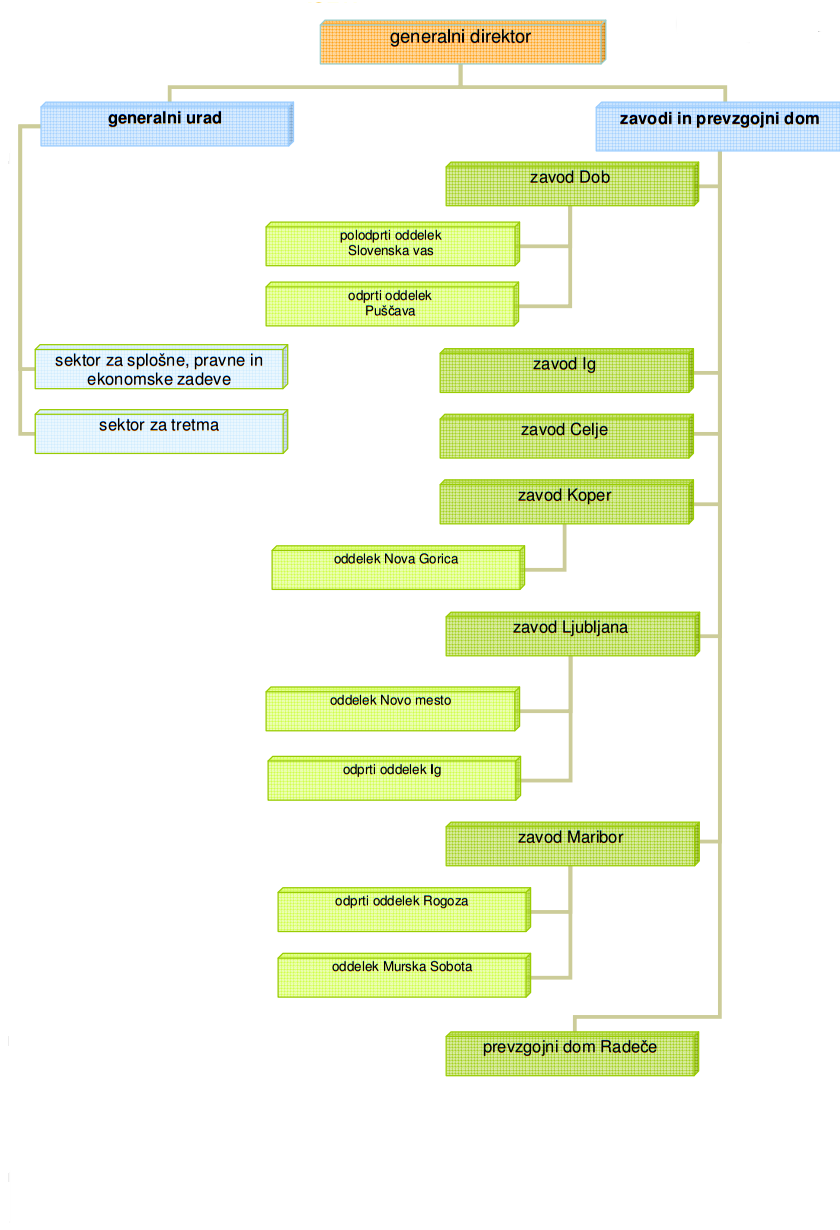 generalni direktor
generalni urad
zavodi in prevzgojni dom
zavod Dob
polodprti oddelek
Slovenska vas
odprti oddelek
Puščava
sektor za splošne, pravne in
ekonomske zadeve
sektor za tretma
zavod Ig
zavod Celje
zavod Koper
oddelek Nova Gorica
zavod Ljubljana
oddelek Novo mesto
odprti oddelek Ig
zavod Maribor
odprti oddelek Rogoza
oddelek Murska Sobota
prevzgojni dom Radeče